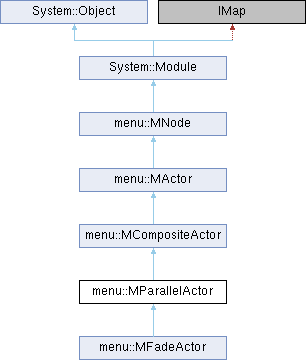 System::Object
IMap
System::Module
menu::MNode
menu::MActor
menu::MCompositeActor
menu::MParallelActor
menu::MFadeActor